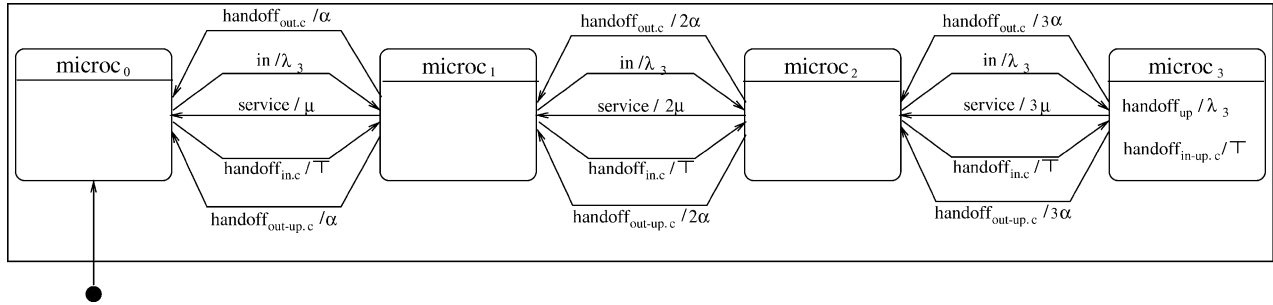 handoff_out.c /α
handoff_out.c /2α
handoff_out.c /3α
microc_0
in /λ_3
microc_1
in /λ_3
microc_2
in /λ_3
microc_3
service / μ
service / 2μ
service / 3μ
handoff_up / λ_3
handoff_in.c /⊤
handoff_in.c /⊤
handoff_in.c /⊤
handoff_in-up.c /⊤
handoff_out-up.c /α
handoff_out-up.c /2α
handoff_out-up.c /3α